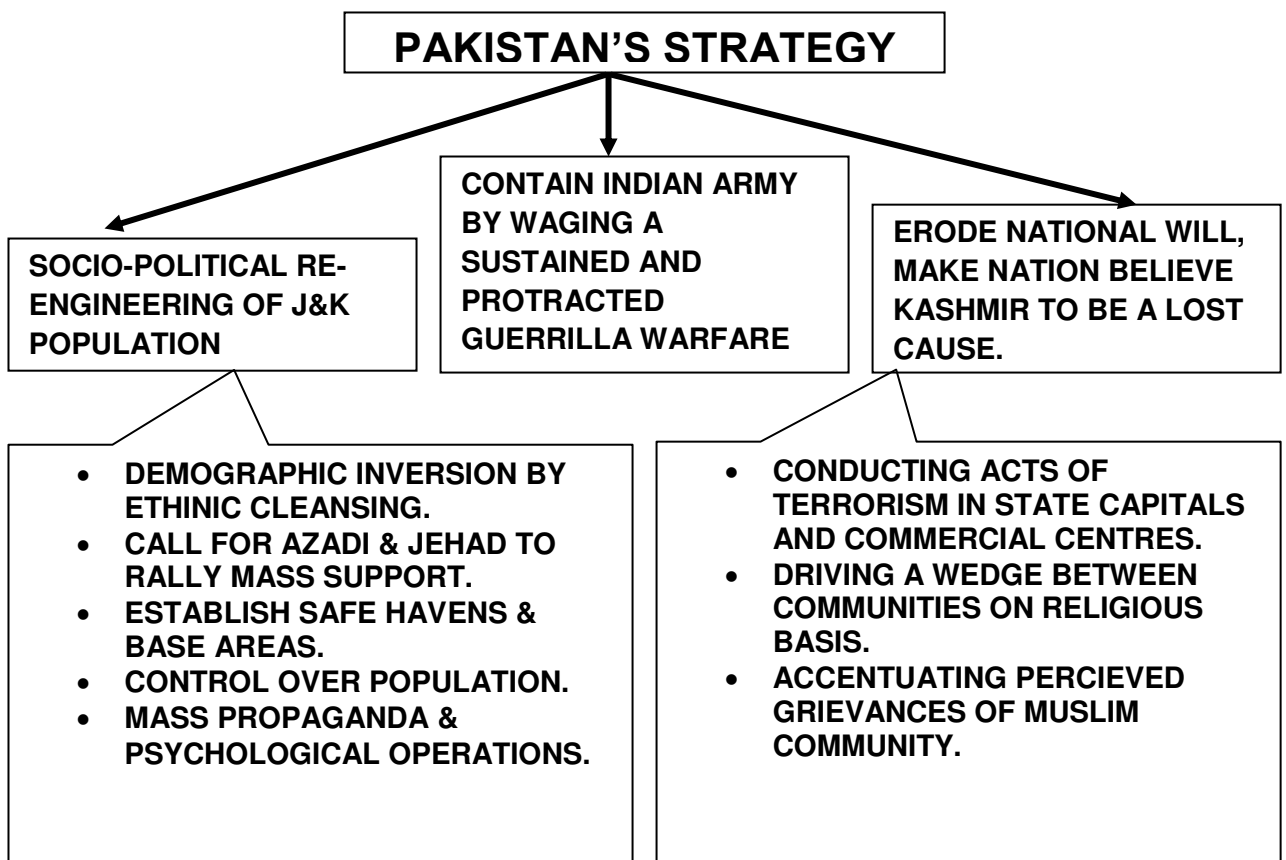 PAKISTAN’S STRATEGY
CONTAIN INDIAN ARMY
BY WAGING A
SUSTAINED AND
PROTRACTED
GUERRILLA WARFARE
SOCIO-POLITICAL RE-
ENGINEERING OF J&K
POPULATION
ERODE NATIONAL WILL,
MAKE NATION BELIEVE
KASHMIR TO BE A LOST
CAUSE.
• DEMOGRAPHIC INVERSION BY
ETHINIC CLEANSING.
• CALL FOR AZADI & JEHAD TO
RALLY MASS SUPPORT.
• ESTABLISH SAFE HAVENS &
BASE AREAS.
• CONTROL OVER POPULATION.
• MASS PROPAGANDA &
PSYCHOLOGICAL OPERATIONS.
• CONDUCTING ACTS OF
TERRORISM IN STATE CAPITALS
AND COMMERCIAL CENTRES.
• DRIVING A WEDGE BETWEEN
COMMUNITIES ON RELIGIOUS
BASIS.
• ACCENTUATING PERCIEVED
GRIEVANCES OF MUSLIM
COMMUNITY.